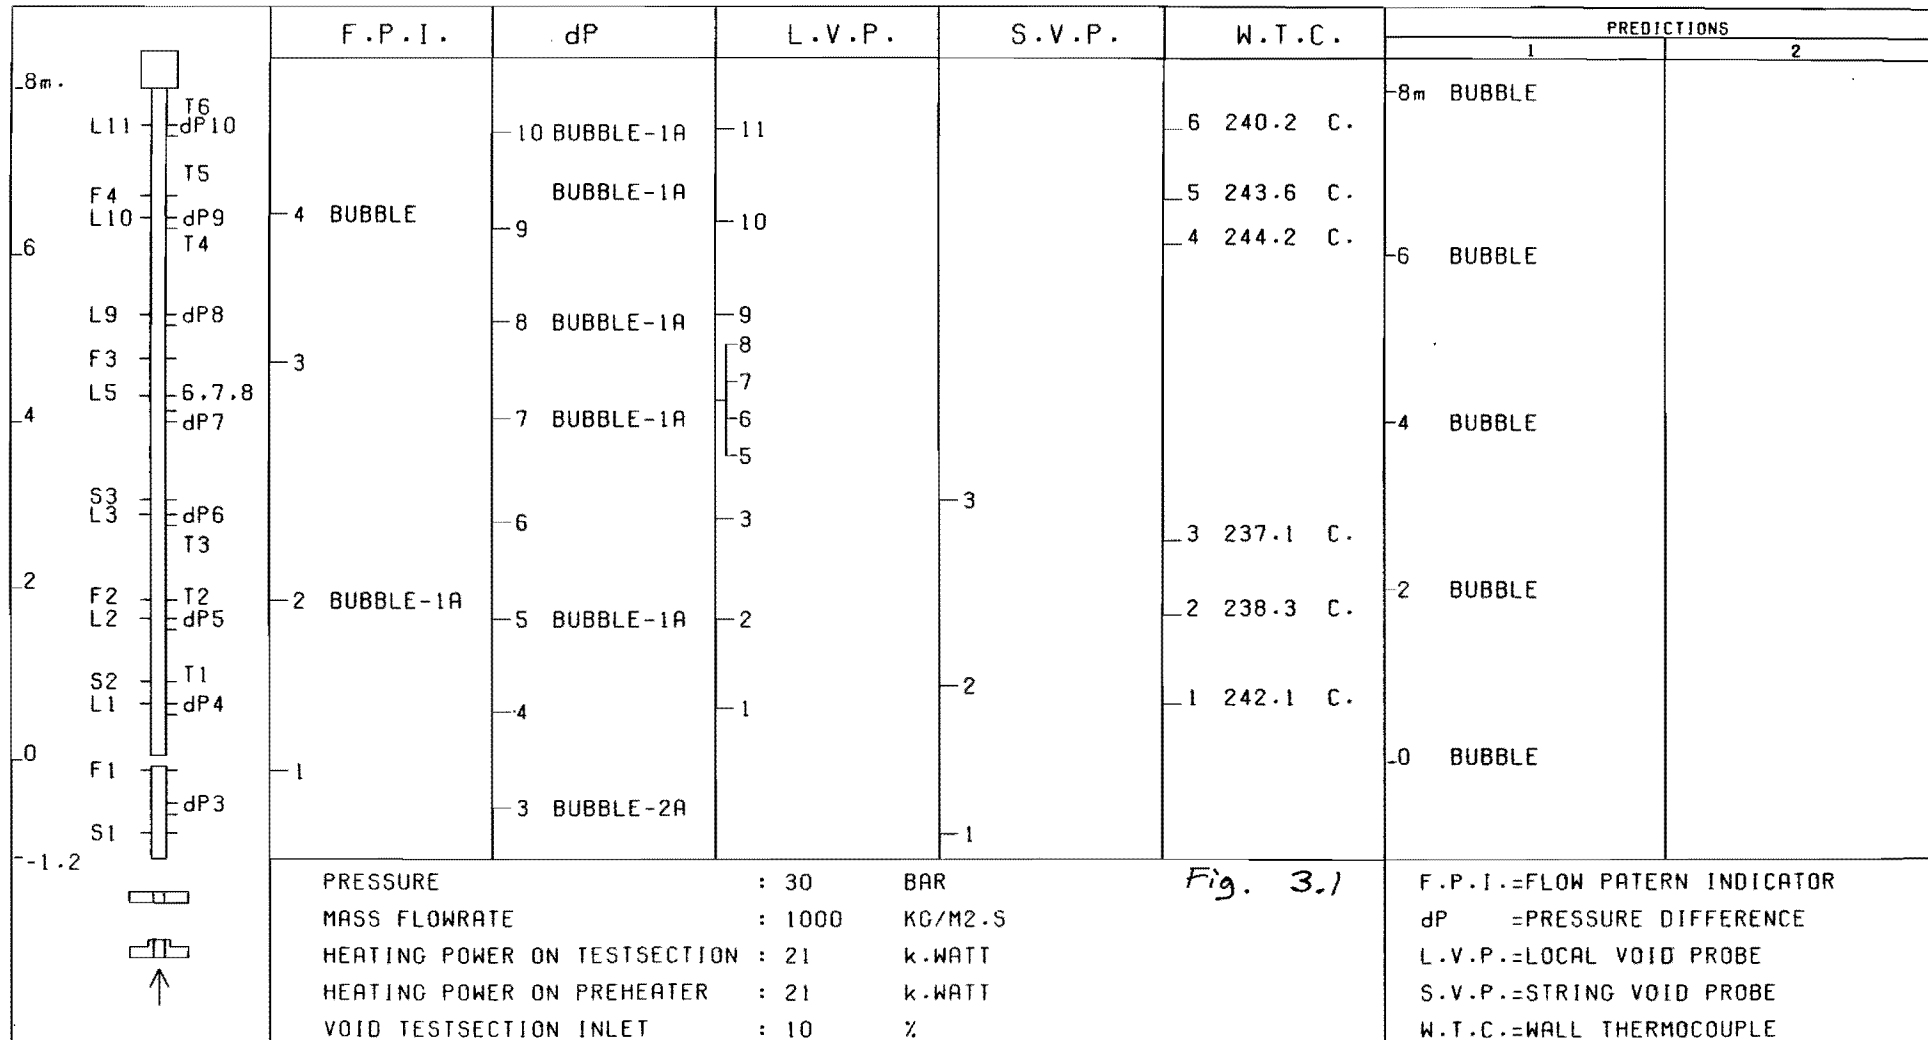 F.P.I. dP L.V.P. S.V.P. W.T.C. PREDICTIONS
1 2
8m.
T6
L11 dP10
T5
F4
L10 dP9
T4
6
L9 dP8
F3
L5 6,7,8
4
dP7
S3
L3 dP6
T3
2
F2 T2
L2 dP5
S2 T1
L1 dP4
0
F1
dP3
S1
-1.2
4 BUBBLE
3
2 BUBBLE-1A
1
10 BUBBLE-1A
BUBBLE-1A
9
8 BUBBLE-1A
7 BUBBLE-1A
6
5 BUBBLE-1A
4
3 BUBBLE-2A
11
10
9
8
7
6
5
3
2
1
3
2
1
6 240.2 C.
5 243.6 C.
4 244.2 C.
3 237.1 C.
2 238.3 C.
1 242.1 C.
8m BUBBLE
6 BUBBLE
4 BUBBLE
2 BUBBLE
0 BUBBLE
PRESSURE : 30 BAR
MASS FLOWRATE : 1000 KG/M2.S
HEATING POWER ON TESTSECTION : 21 k.WATT
HEATING POWER ON PREHEATER : 21 k.WATT
VOID TESTSECTION INLET : 10 %
Fig. 3.1
F.P.I.=FLOW PATERN INDICATOR
dP =PRESSURE DIFFERENCE
L.V.P.=LOCAL VOID PROBE
S.V.P.=STRING VOID PROBE
W.T.C.=WALL THERMOCOUPLE